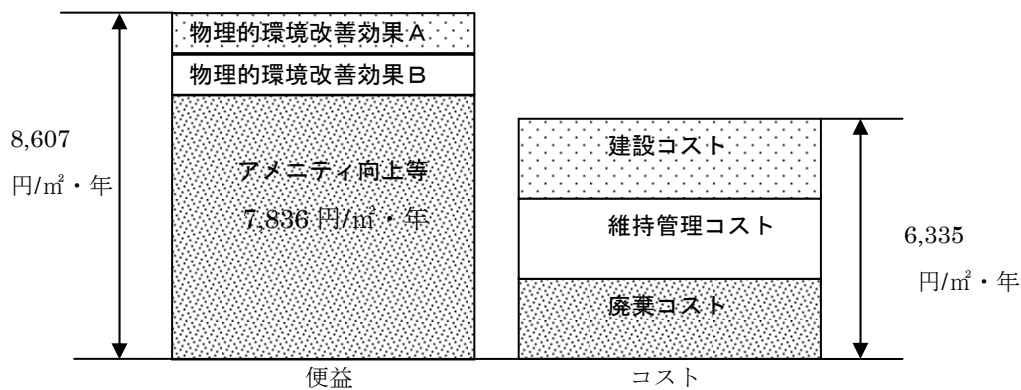 物理的環境改善効果A
物理的環境改善効果B
8,607
円/㎡・年
アメニティ向上等
7,836 円/㎡・年
建設コスト
維持管理コスト
廃棄コスト
6,335
円/㎡・年
便益
コスト